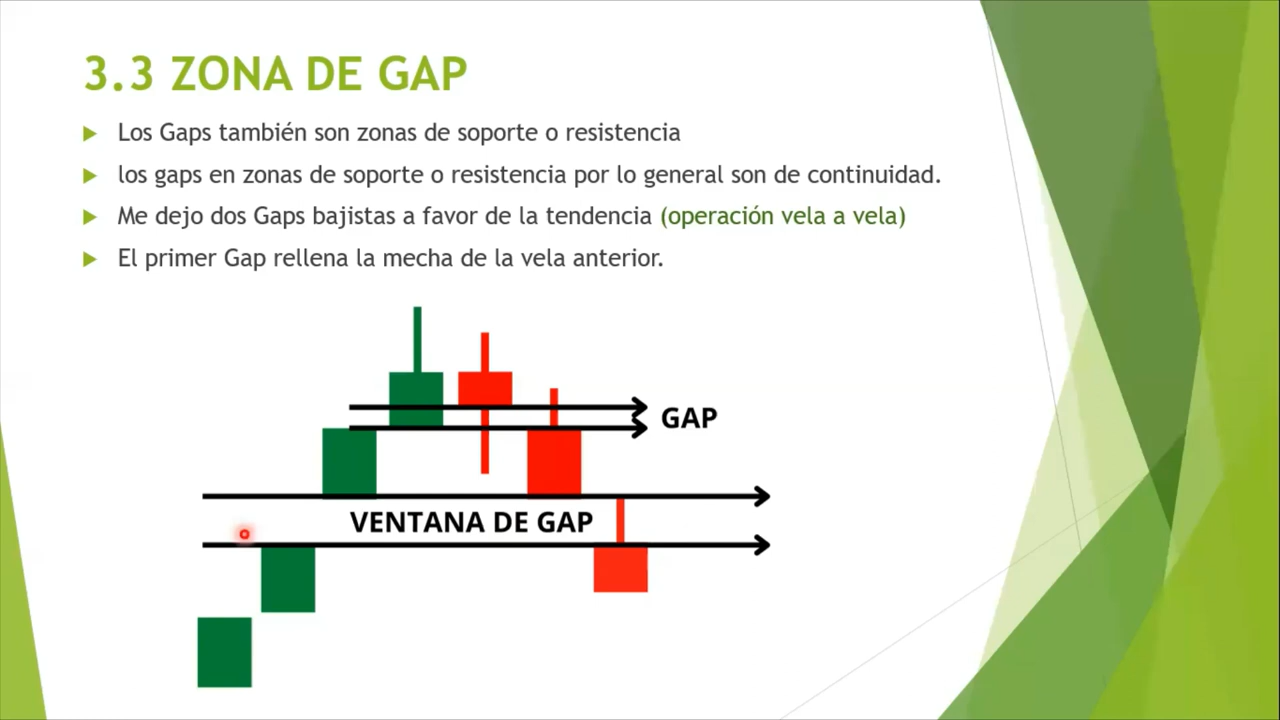 3.3 ZONA DE GAP
Los Gaps también son zonas de soporte o resistencia
los gaps en zonas de soporte o resistencia por lo general son de continuidad.
Me dejo dos Gaps bajistas a favor de la tendencia (operación vela a vela)
El primer Gap rellena la mecha de la vela anterior.
GAP
VENTANA DE GAP